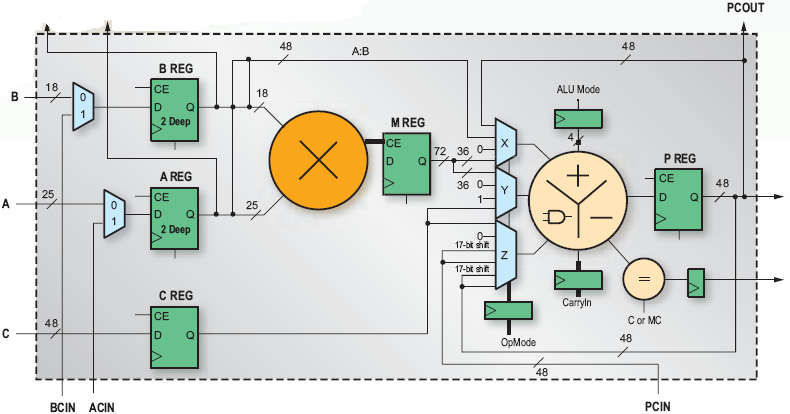 PCOUT
48
A:B
48
B REG
ALU Mode
B
18
0
1
CE
D
Q
2 Deep
18
4
M REG
CE
D
Q
72
36
0
X
36
0
1
Y
P REG
CE
D
Q
48
A REG
A
25
0
1
CE
D
Q
2 Deep
25
0
17-bit shift
Z
17-bit shift
=
CarryIn
C or MC
C REG
CE
C
48
D
Q
OpMode
48
48
BCIN
ACIN
PCIN